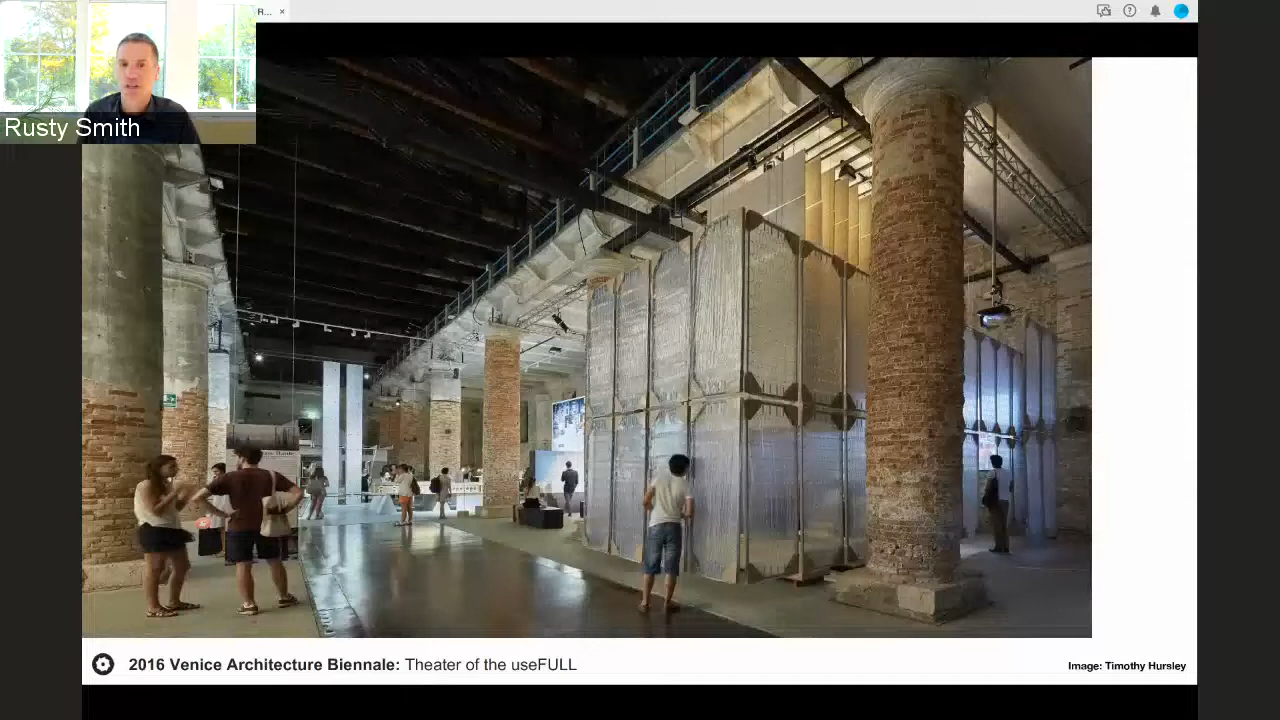 R...
Rusty Smith
2016 Venice Architecture Biennale: Theater of the useFULL
Image: Timothy Hursley